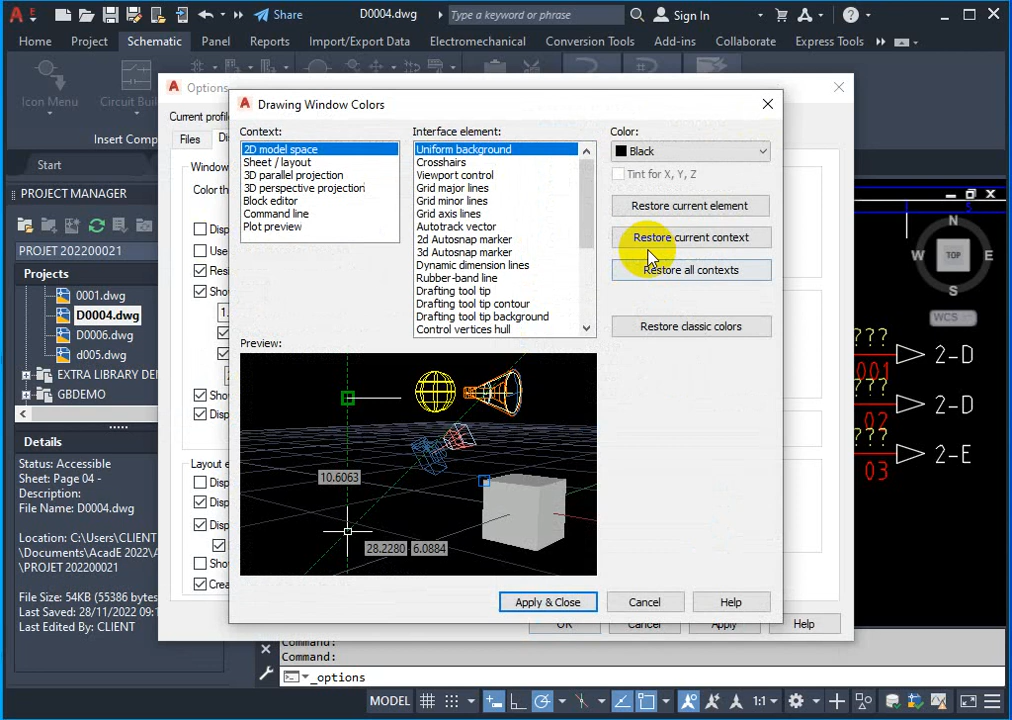 Share
D0004.dwg
Type a keyword or phrase
Sign In
Home
Project
Schematic
Panel
Reports
Import/Export Data
Electromechanical
Conversion Tools
Add-ins
Collaborate
Express Tools
Icon Menu
Insert Comp
Options
Current profile
Files
Start
PROJECT MANAGER
PROJET 202200021
Projects
0001.dwg
D0004.dwg
D0006.dwg
d005.dwg
GBDEMO
Details
Status: Accessible
Sheet: Page 04 -
Description:
File Name: D0004.dwg
Location: C:\Users\CLIENT
\Documents\AcadE 2022\A
\PROJET 202200021
File Size: 54KB (55386 bytes)
Last Saved: 28/11/2022 09:1
Last Edited By: CLIENT
Drawing Window Colors
Context:
2D model space
Sheet / layout
3D parallel projection
3D perspective projection
Block editor
Command line
Plot preview
Interface element:
Uniform background
Crosshairs
Viewport control
Grid major lines
Grid minor lines
Grid axis lines
Autotrack vector
2d Autosnap marker
3d Autosnap marker
Dynamic dimension lines
Rubber-band line
Drafting tool tip
Drafting tool tip contour
Drafting tool tip background
Control vertices hull
Color:
Black
Tint for X, Y, Z
Restore current element
Restore current context
Restore all contexts
Restore classic colors
Preview:
10.6063
28.2280
6.0884
Apply & Close
Cancel
Help
OK
Cancel
Apply
Help
N
W
TOP
E
S
WCS
5
???
001
2-D
???
02
2-D
???
03
2-E
Command:
Command:
_options
MODEL
1:1